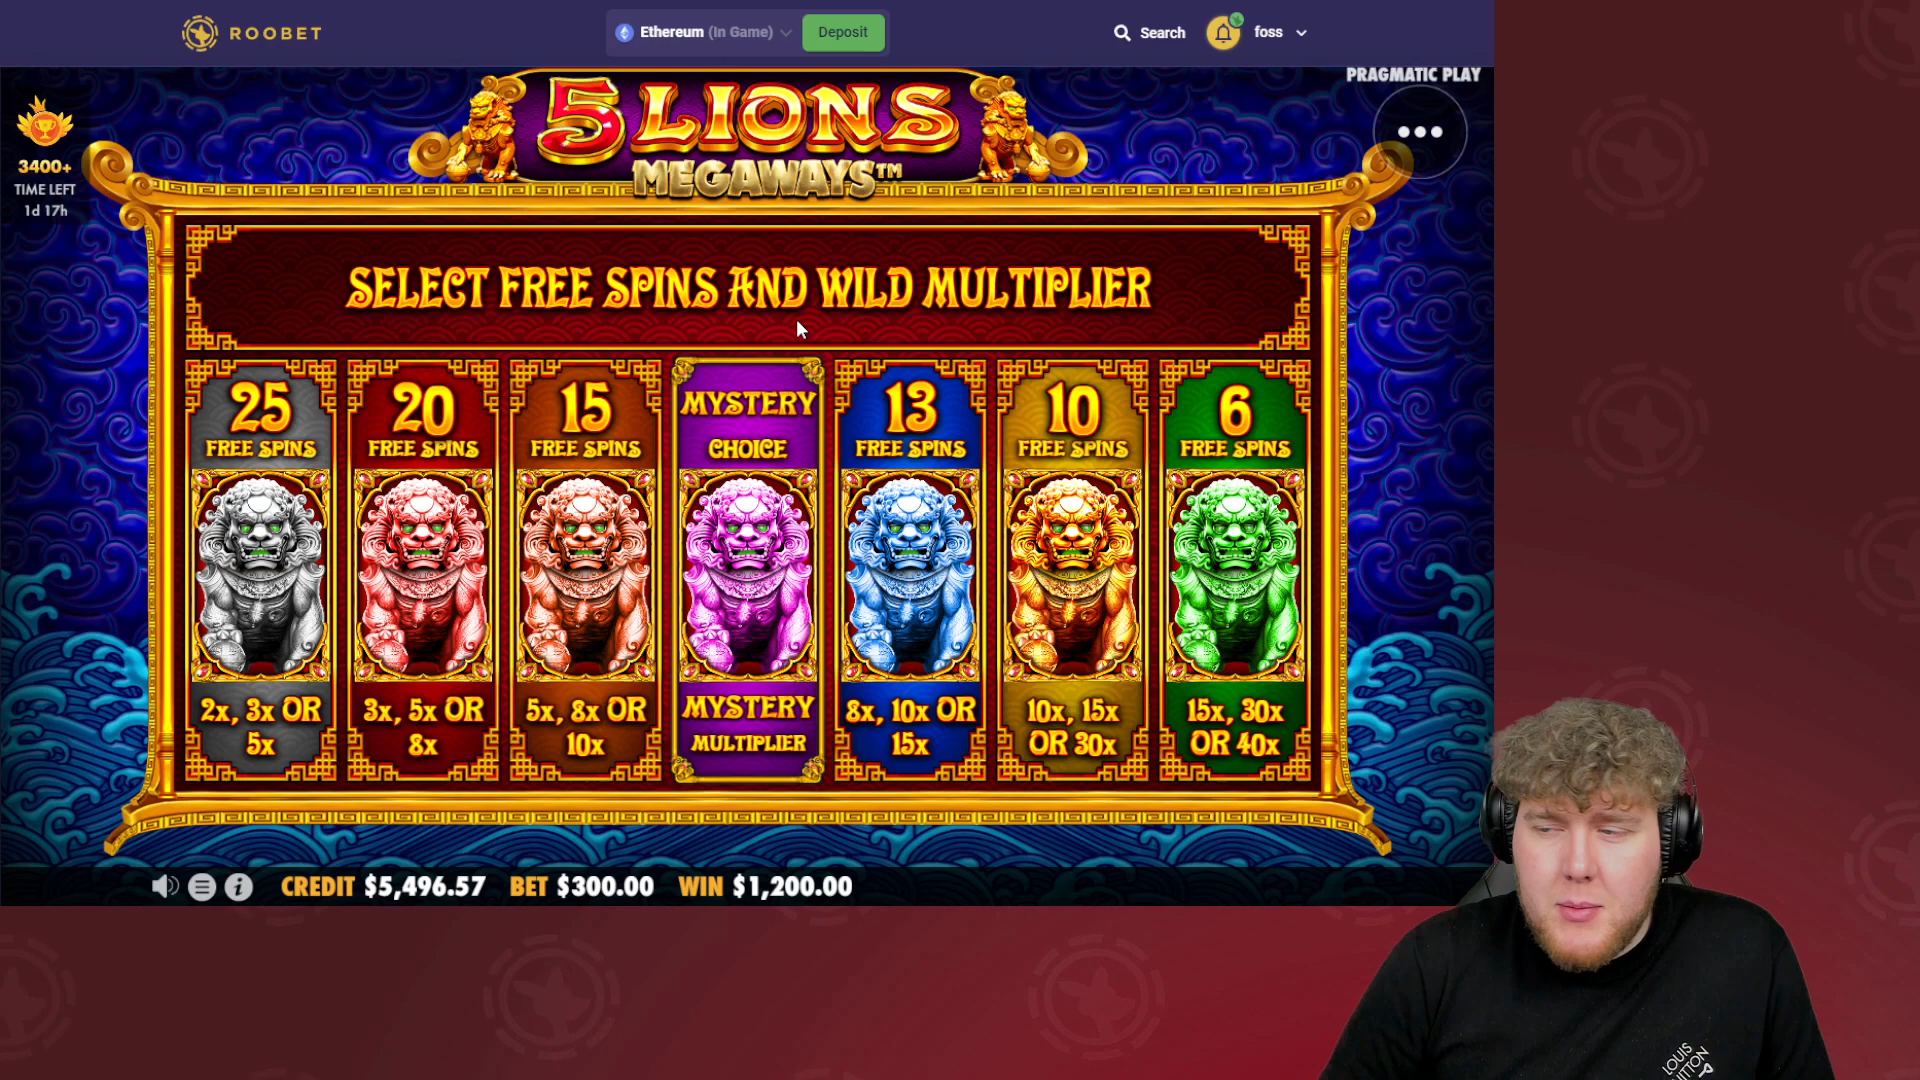 ROOBET
Ethereum (In Game)
Deposit
Search
foss
PRAGMATIC PLAY
5 LIONS
MEGAWAYS™
3400+
TIME LEFT
1d 17h
SELECT FREE SPINS AND WILD MULTIPLIER
25
FREE SPINS
2x, 3x OR
5x
20
FREE SPINS
3x, 5x OR
8x
15
FREE SPINS
5x, 8x OR
10x
MYSTERY
CHOICE
MYSTERY
MULTIPLIER
13
FREE SPINS
8x, 10x OR
15x
10
FREE SPINS
10x, 15x
OR 30x
6
FREE SPINS
15x, 30x
OR 40x
CREDIT $5,496.57 BET $300.00 WIN $1,200.00
LOUIS